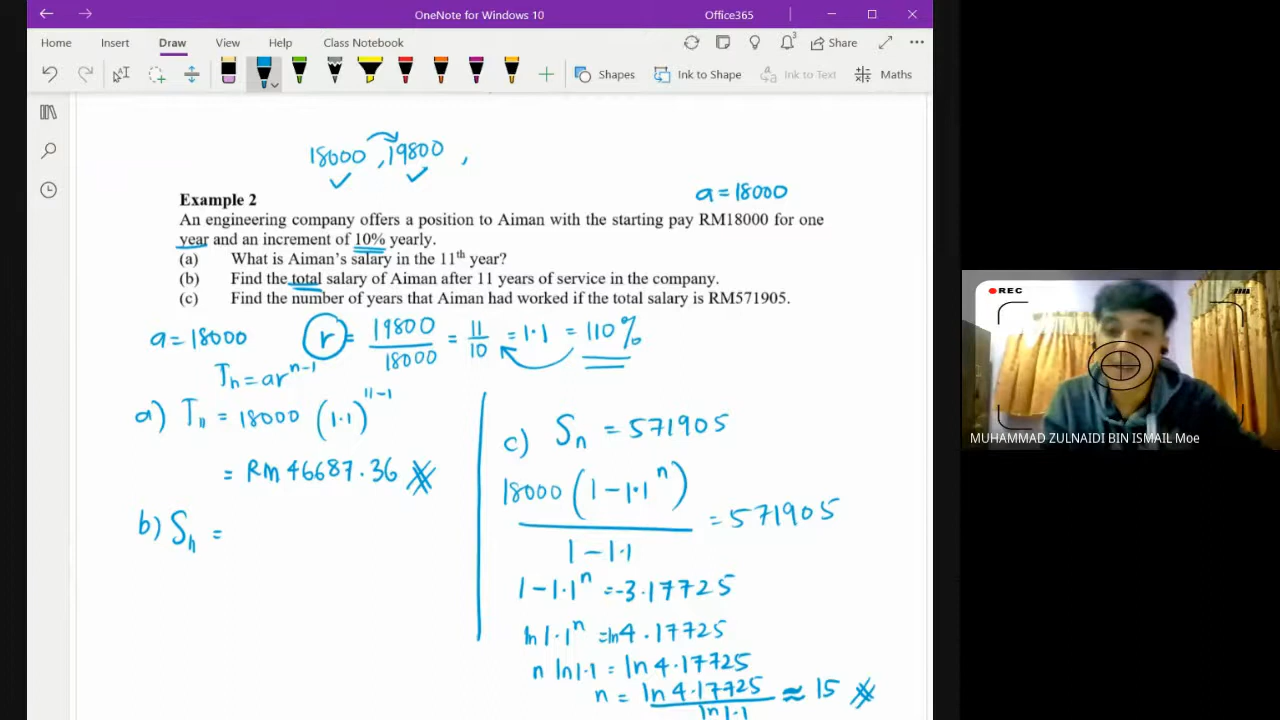 OneNote for Windows 10
Office365
Home Insert Draw View Help Class Notebook
3
Share
Shapes Ink to Shape Ink to Text Maths
18000 , 19800 ,
a = 18000
Example 2
An engineering company offers a position to Aiman with the starting pay RM18000 for one
year and an increment of 10% yearly.
(a) What is Aiman's salary in the 11th year?
(b) Find the total salary of Aiman after 11 years of service in the company.
(c) Find the number of years that Aiman had worked if the total salary is RM571905.
a = 18000 r = 19800/18000 = 11/10 = 1.1 = 110%
Tn = ar^(n-1)
a) T11 = 18000 (1.1)^(11-1)
= RM 46687.36
b) S11 =
c) Sn = 571905
18000 (1 - 1.1^n) / (1 - 1.1) = 571905
1 - 1.1^n = -3.17725
ln 1.1^n = ln 4.17725
n ln 1.1 = ln 4.17725
n = ln 4.17725 / ln 1.1 ≈ 15
REC
MUHAMMAD ZULNAIDI BIN ISMAIL Moe